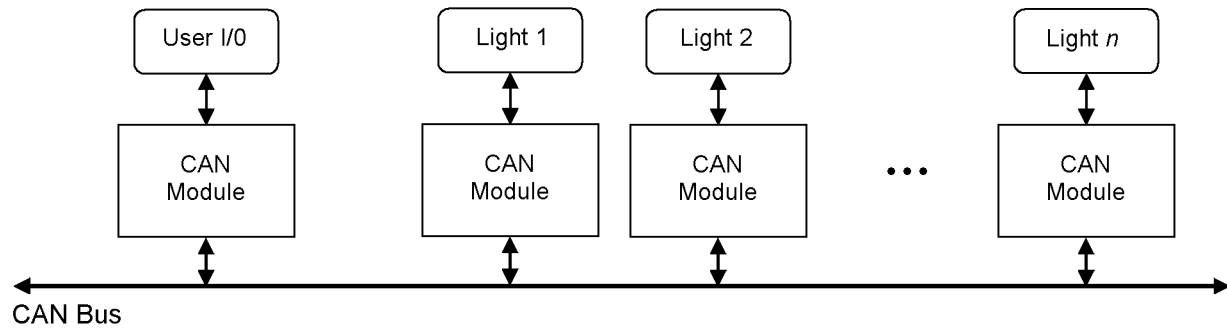 User I/0
Light 1
Light 2
Light n
CAN
Module
CAN
Module
CAN
Module
...
CAN
Module
CAN Bus